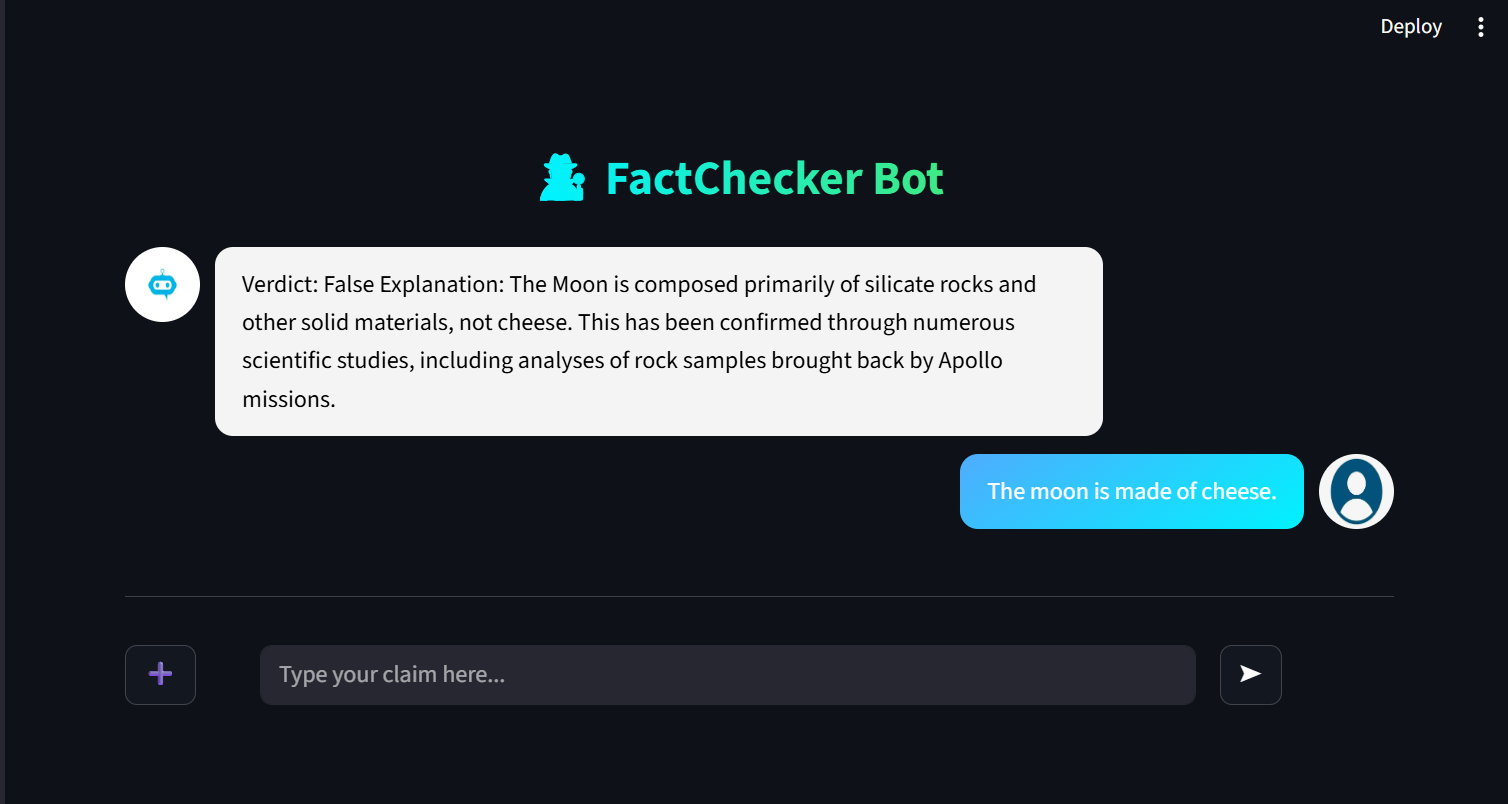 Deploy
FactChecker Bot
Verdict: False Explanation: The Moon is composed primarily of silicate rocks and
other solid materials, not cheese. This has been confirmed through numerous
scientific studies, including analyses of rock samples brought back by Apollo
missions.
The moon is made of cheese.
Type your claim here...